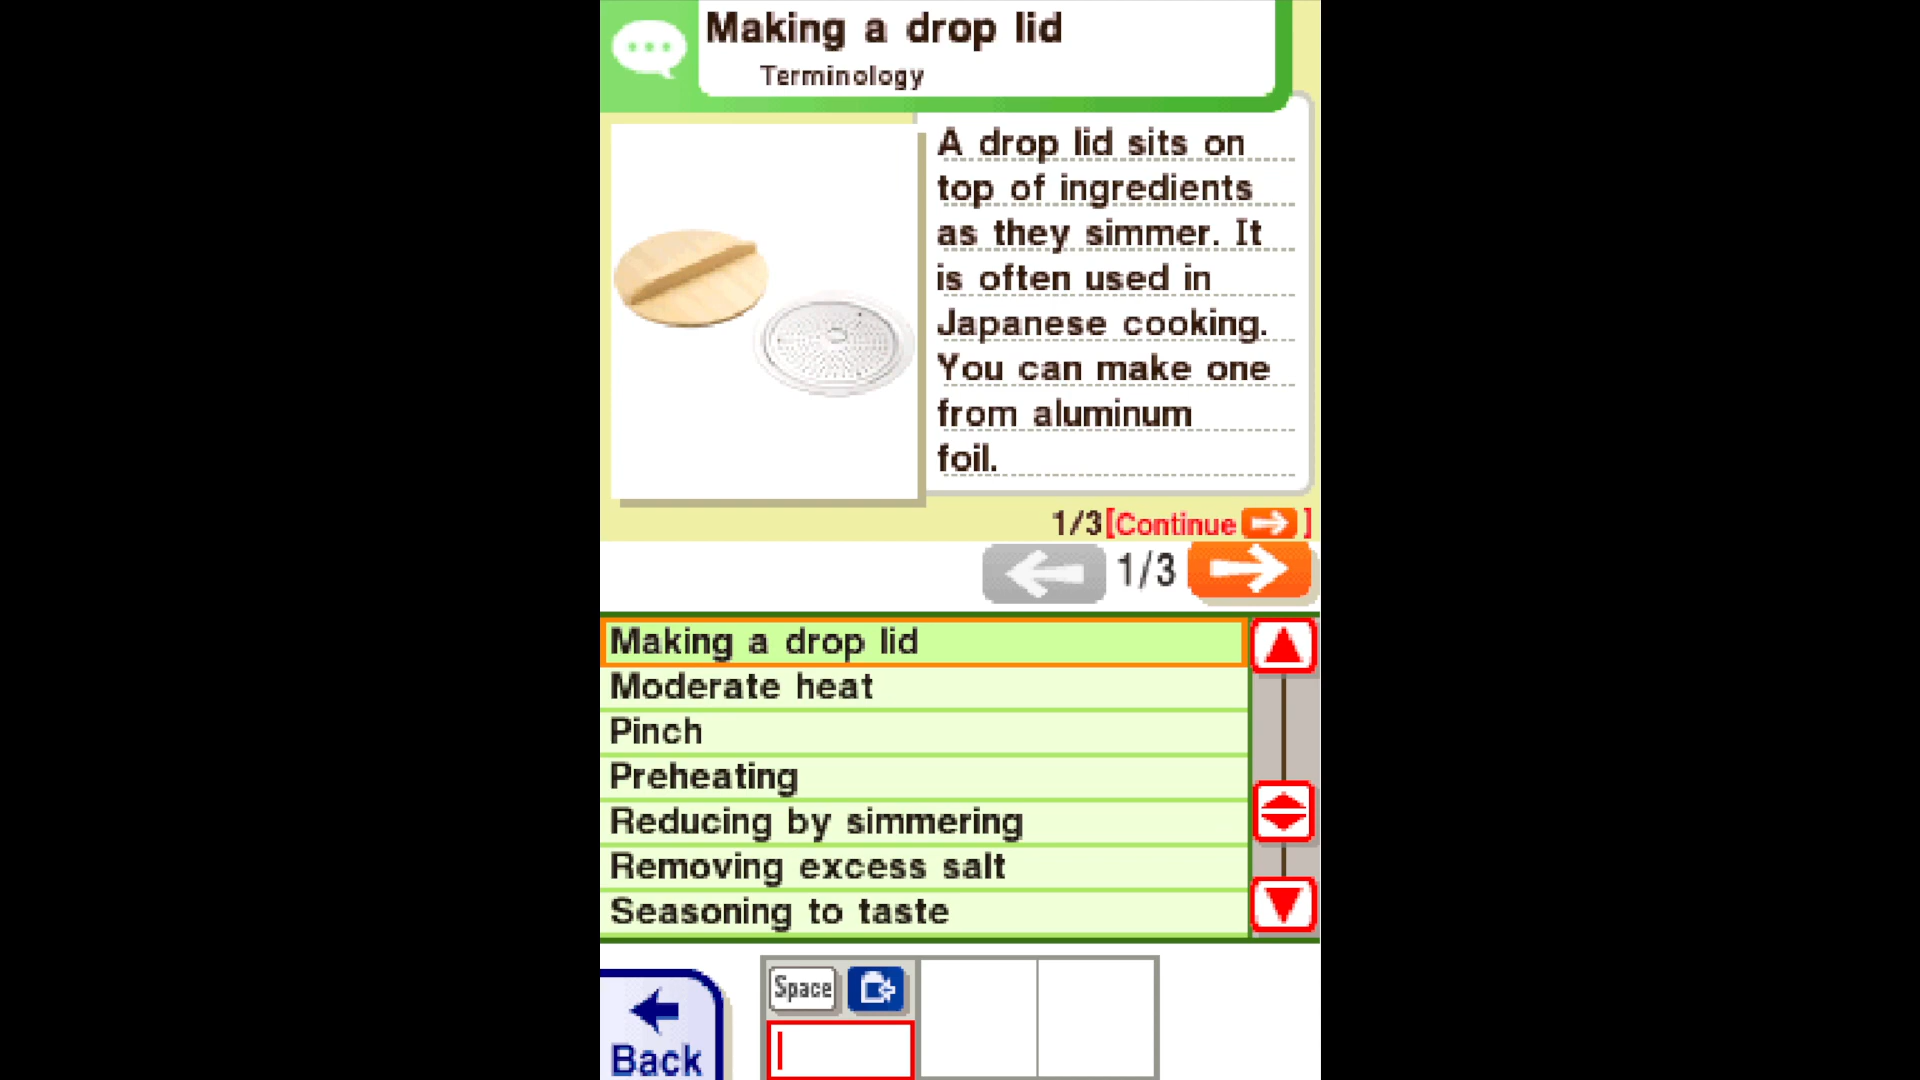 Making a drop lid
Terminology
A drop lid sits on
top of ingredients
as they simmer. It
is often used in
Japanese cooking.
You can make one
from aluminum
foil.
1/3[Continue ]
1/3
Making a drop lid
Moderate heat
Pinch
Preheating
Reducing by simmering
Removing excess salt
Seasoning to taste
Space
Back